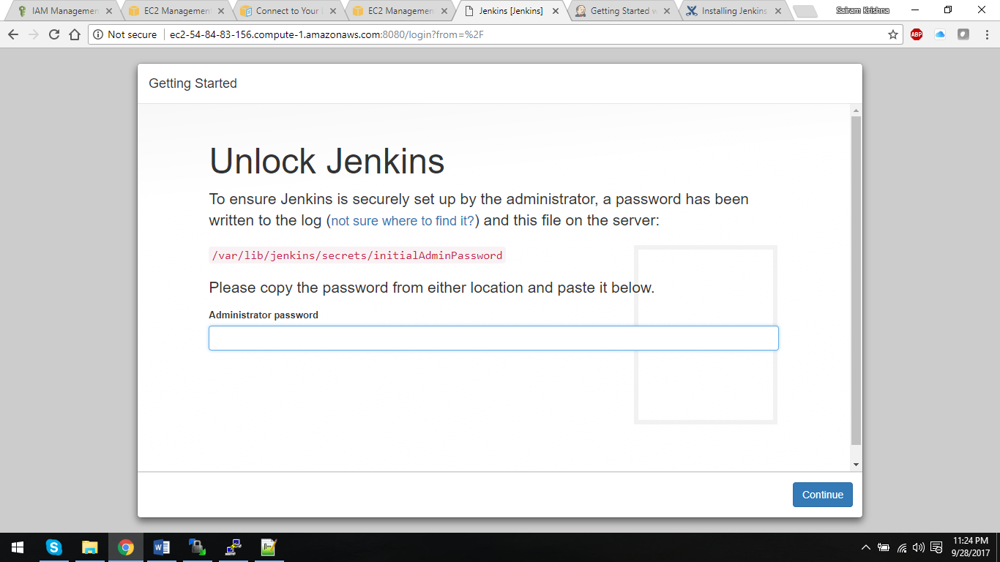 IAM Managemen
EC2 Managemen
Connect to Your
EC2 Managemen
Jenkins [Jenkins]
Getting Started w
Installing Jenkins
Sairam Krishna
Not secure
ec2-54-84-83-156.compute-1.amazonaws.com:8080/login?from=%2F
ABP
Getting Started
Unlock Jenkins
To ensure Jenkins is securely set up by the administrator, a password has been
written to the log (not sure where to find it?) and this file on the server:
/var/lib/jenkins/secrets/initialAdminPassword
Please copy the password from either location and paste it below.
Administrator password
Continue
11:24 PM
9/28/2017